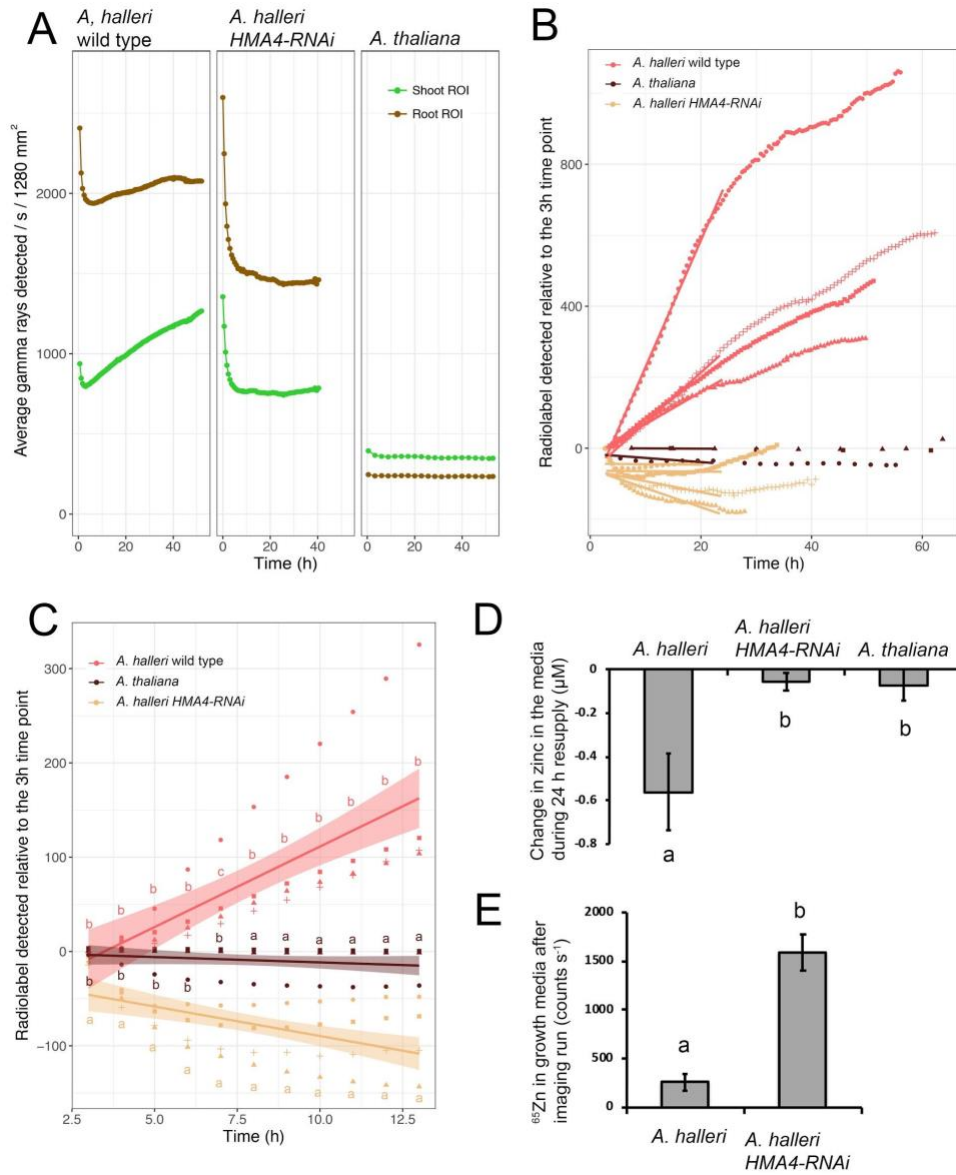 A
A, halleri
wild type
A. halleri
HMA4-RNAi
A. thaliana
Shoot ROI
Root ROI
Average gamma rays detected / s / 1280 mm²
2000
1000
0
0 20 40
0 20 40
0 20 40
Time (h)
Time (h)
Time (h)
B
A. halleri wild type
A. thaliana
A. halleri HMA4-RNAi
Radiolabel detected relative to the 3h time point
800
400
0
0 20 40 60
Time (h)
C
A. halleri wild type
A. thaliana
A. halleri HMA4-RNAi
Radiolabel detected relative to the 3h time point
300
200
100
0
−100
b b b b c b b b b b b
b b b b a a a a a a
a a a a a a a a a a a
2.5 5.0 7.5 10.0 12.5
Time (h)
D
A. halleri
A. halleri
HMA4-RNAi
A. thaliana
Change in zinc in the media
during 24 h resupply (µM)
0
-0.2
-0.4
-0.6
-0.8
a
b
b
E
⁶⁵Zn in growth media after
imaging run (counts s⁻¹)
2000
1500
1000
500
0
a
b
A. halleri
A. halleri
HMA4-RNAi